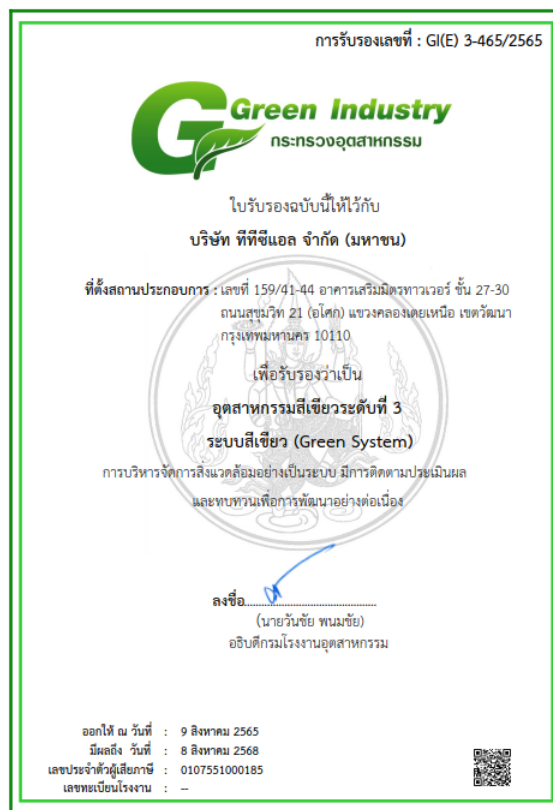 การรับรองเลขที่ : GI(E) 3-465/2565
Green Industry
กระทรวงอุตสาหกรรม
ใบรับรองฉบับนี้ให้ไว้กับ
บริษัท ทีทีซีแอล จำกัด (มหาชน)
ที่ตั้งสถานประกอบการ : เลขที่ 159/41-44 อาคารเสริมมิตรทาวเวอร์ ชั้น 27-30
ถนนสุขุมวิท 21 (อโศก) แขวงคลองเตยเหนือ เขตวัฒนา
กรุงเทพมหานคร 10110
เพื่อรับรองว่าเป็น
อุตสาหกรรมสีเขียวระดับที่ 3
ระบบสีเขียว (Green System)
การบริหารจัดการสิ่งแวดล้อมอย่างเป็นระบบ มีการติดตามประเมินผล
และทบทวนเพื่อการพัฒนาอย่างต่อเนื่อง
ลงชื่อ................................................
(นายวันชัย พนมชัย)
อธิบดีกรมโรงงานอุตสาหกรรม
ออกให้ ณ วันที่ : 9 สิงหาคม 2565
มีผลถึง วันที่ : 8 สิงหาคม 2568
เลขประจำตัวผู้เสียภาษี : 0107551000185
เลขทะเบียนโรงงาน : --